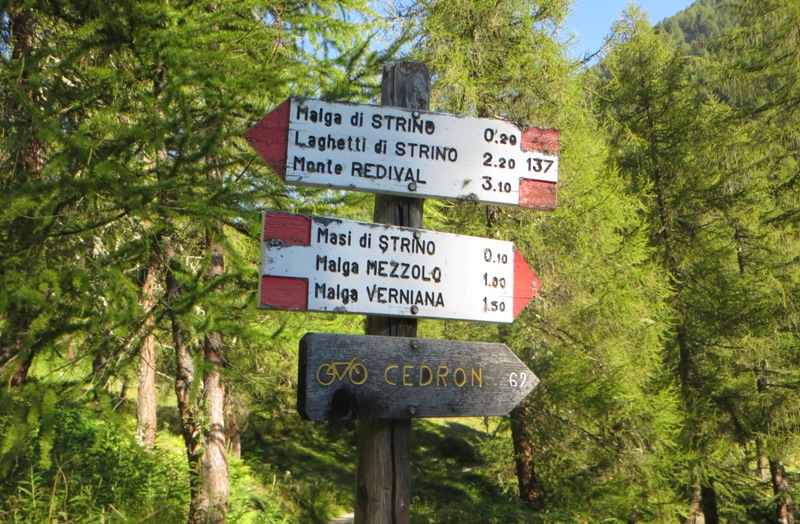 Malga di STRINO 0.20
Laghetti di STRINO 2.20 137
Monte REDIVAL 3.10
Masi di STRINO 0.10
Malga MEZZOLO 1.00
Malga VERNIANA 1.50
CEDRON 62